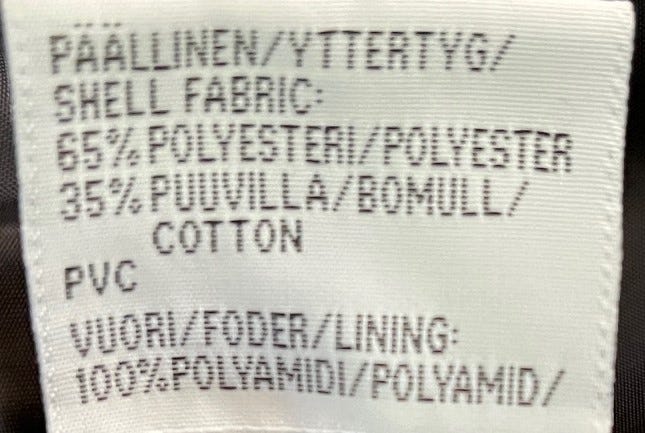 PÄÄLLINEN/YTTERTYG/
SHELL FABRIC:
65% POLYESTERI/POLYESTER
35% PUUVILLA/BOMULL/
COTTON
PVC
VUORI/FODER/LINING:
100%POLYAMIDI/POLYAMID/